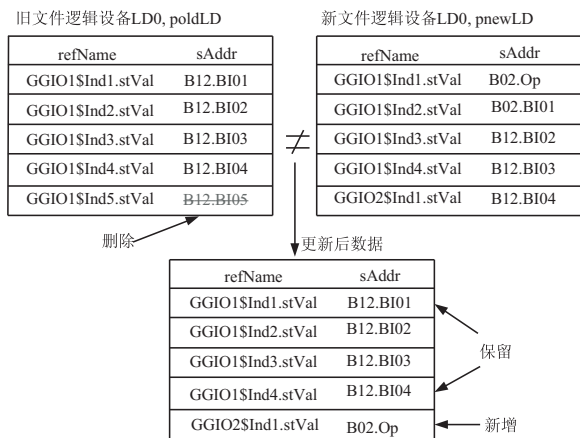 旧文件逻辑设备LD0, poldLD
refName sAddr
GGIO1$Ind1.stVal B12.BI01
GGIO1$Ind2.stVal B12.BI02
GGIO1$Ind3.stVal B12.BI03
GGIO1$Ind4.stVal B12.BI04
GGIO1$Ind5.stVal B12.BI05
新文件逻辑设备LD0, pnewLD
refName sAddr
GGIO1$Ind1.stVal B02.Op
GGIO1$Ind2.stVal B02.BI01
GGIO1$Ind3.stVal B12.BI02
GGIO1$Ind4.stVal B12.BI03
GGIO2$Ind1.stVal B12.BI04
≠
删除
更新后数据
refName sAddr
GGIO1$Ind1.stVal B12.BI01
GGIO1$Ind2.stVal B12.BI02
GGIO1$Ind3.stVal B12.BI03
GGIO1$Ind4.stVal B12.BI04
GGIO2$Ind1.stVal B02.Op
保留
新增